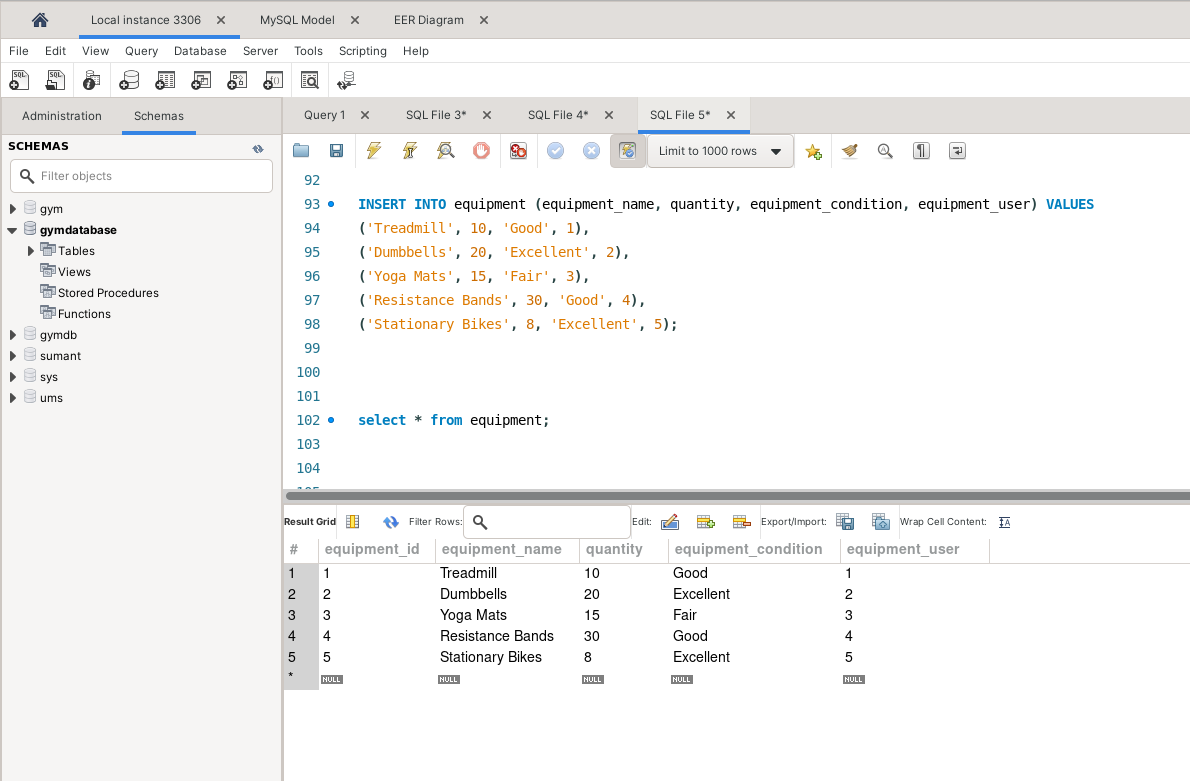 Local instance 3306 MySQL Model EER Diagram
File Edit View Query Database Server Tools Scripting Help
Administration Schemas
Query 1 SQL File 3* SQL File 4* SQL File 5*
SCHEMAS
Filter objects
gym
gymdatabase
Tables
Views
Stored Procedures
Functions
gymdb
sumant
sys
ums
Limit to 1000 rows
92
93 INSERT INTO equipment (equipment_name, quantity, equipment_condition, equipment_user) VALUES
94 ('Treadmill', 10, 'Good', 1),
95 ('Dumbbells', 20, 'Excellent', 2),
96 ('Yoga Mats', 15, 'Fair', 3),
97 ('Resistance Bands', 30, 'Good', 4),
98 ('Stationary Bikes', 8, 'Excellent', 5);
99
100
101
102 select * from equipment;
103
104
105
Result Grid Filter Rows: Edit: Export/Import: Wrap Cell Content:
# equipment_id equipment_name quantity equipment_condition equipment_user
1 1 Treadmill 10 Good 1
2 2 Dumbbells 20 Excellent 2
3 3 Yoga Mats 15 Fair 3
4 4 Resistance Bands 30 Good 4
5 5 Stationary Bikes 8 Excellent 5
* NULL NULL NULL NULL NULL